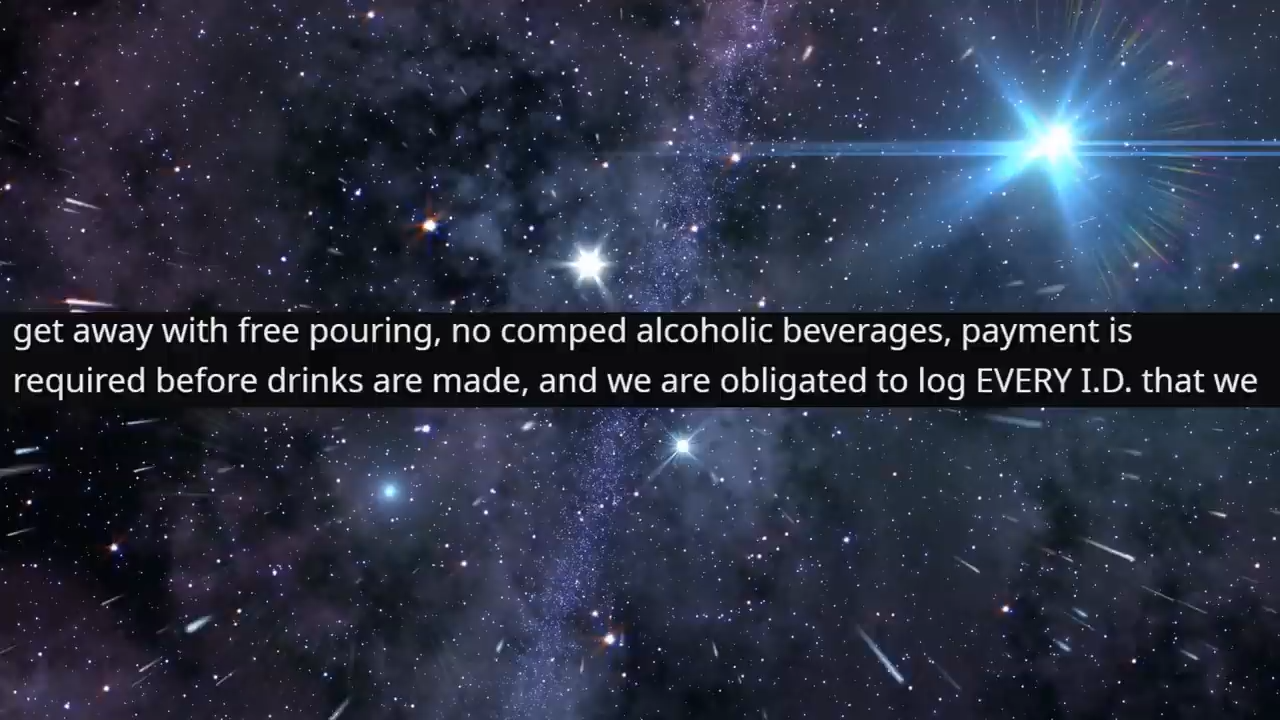 get away with free pouring, no comped alcoholic beverages, payment is
required before drinks are made, and we are obligated to log EVERY I.D. that we